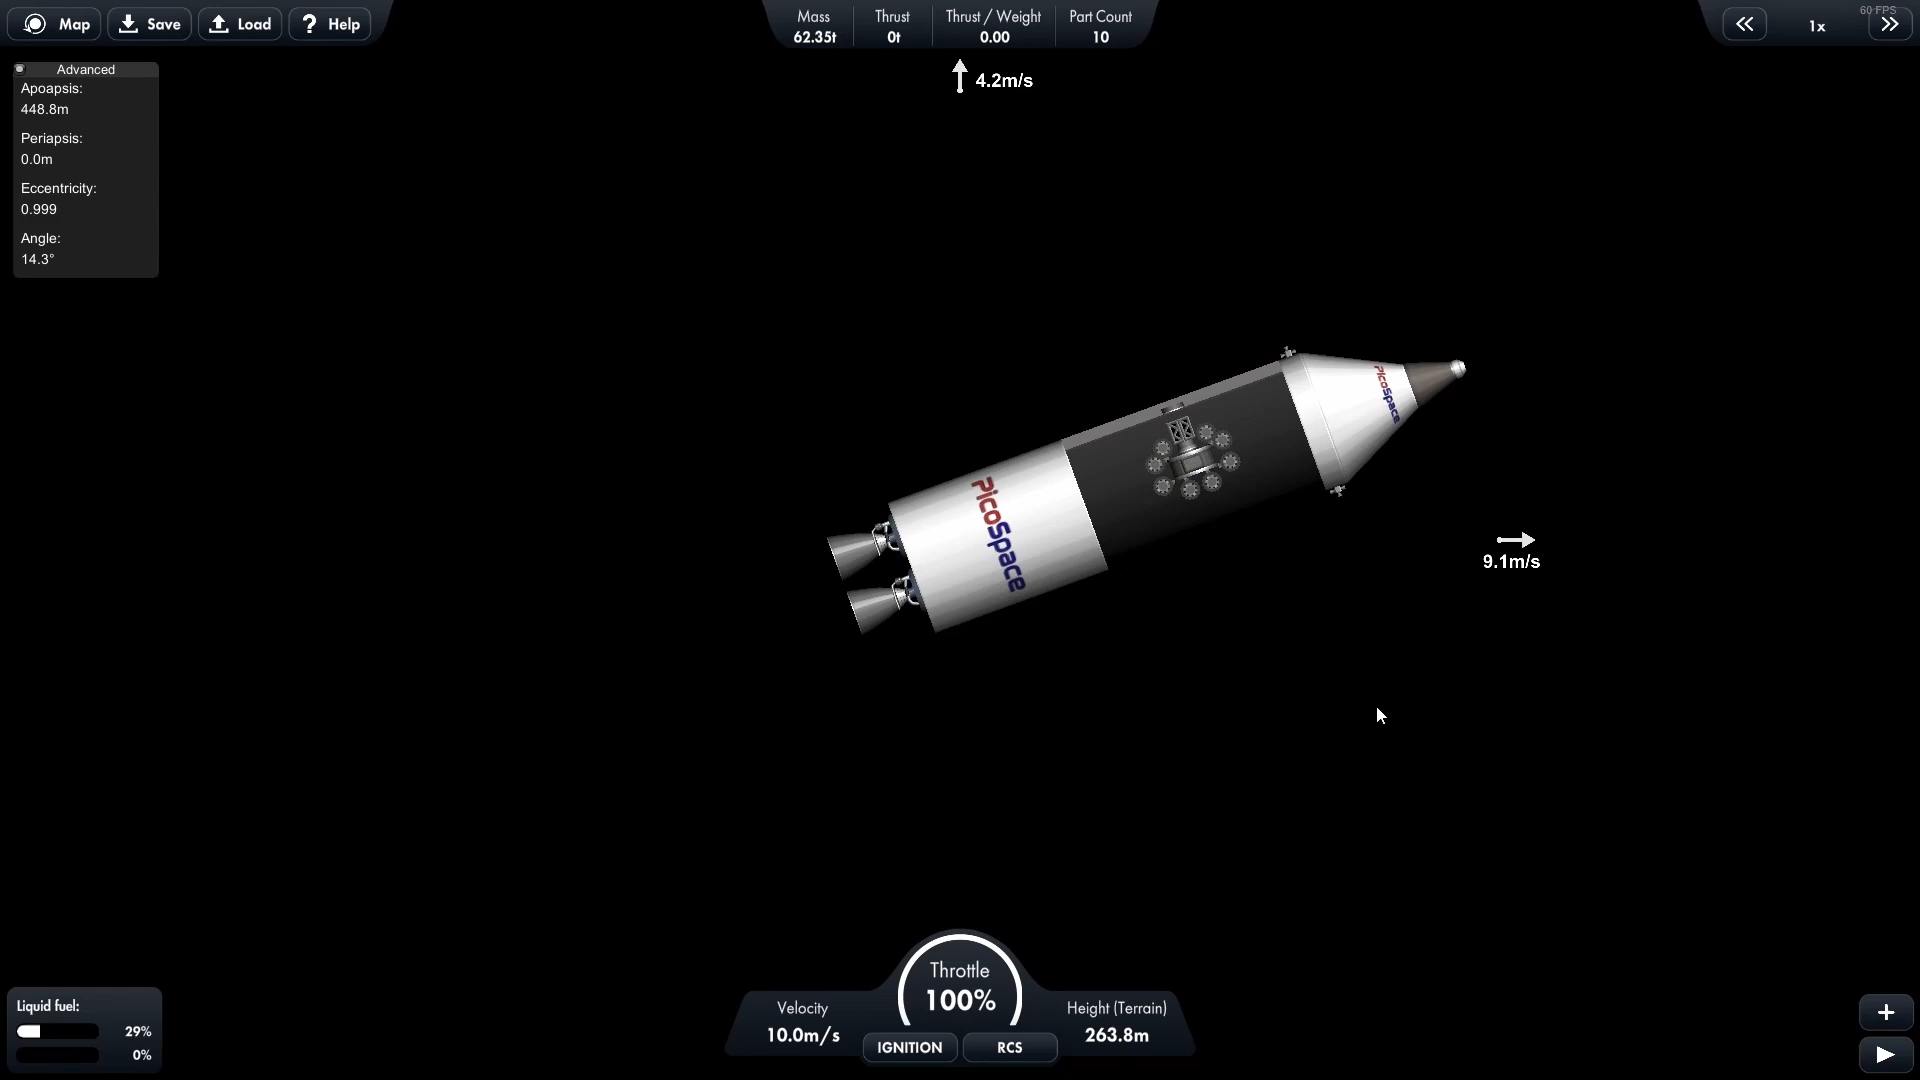 Map
Save
Load
Help
Mass
62.35t
Thrust
0t
Thrust / Weight
0.00
Part Count
10
60 FPS
1x
4.2m/s
Advanced
Apoapsis:
448.8m
Periapsis:
0.0m
Eccentricity:
0.999
Angle:
14.3°
PicoSpace
PicoSpace
9.1m/s
Throttle
100%
Velocity
10.0m/s
IGNITION
RCS
Height (Terrain)
263.8m
Liquid fuel:
29%
0%